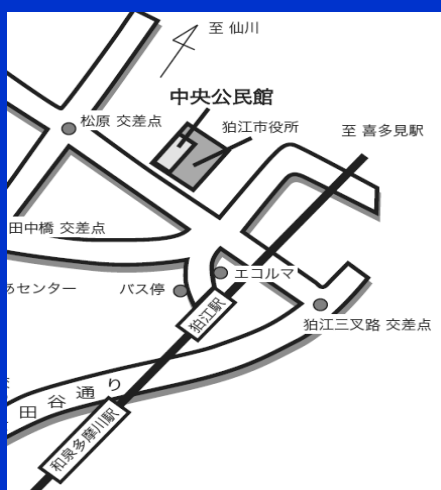 至 仙川
中央公民館
松原 交差点
狛江市役所
至 喜多見駅
田中橋 交差点
エコルマ
センター
バス停
狛江駅
狛江三叉路 交差点
田谷通り
和泉多摩川駅